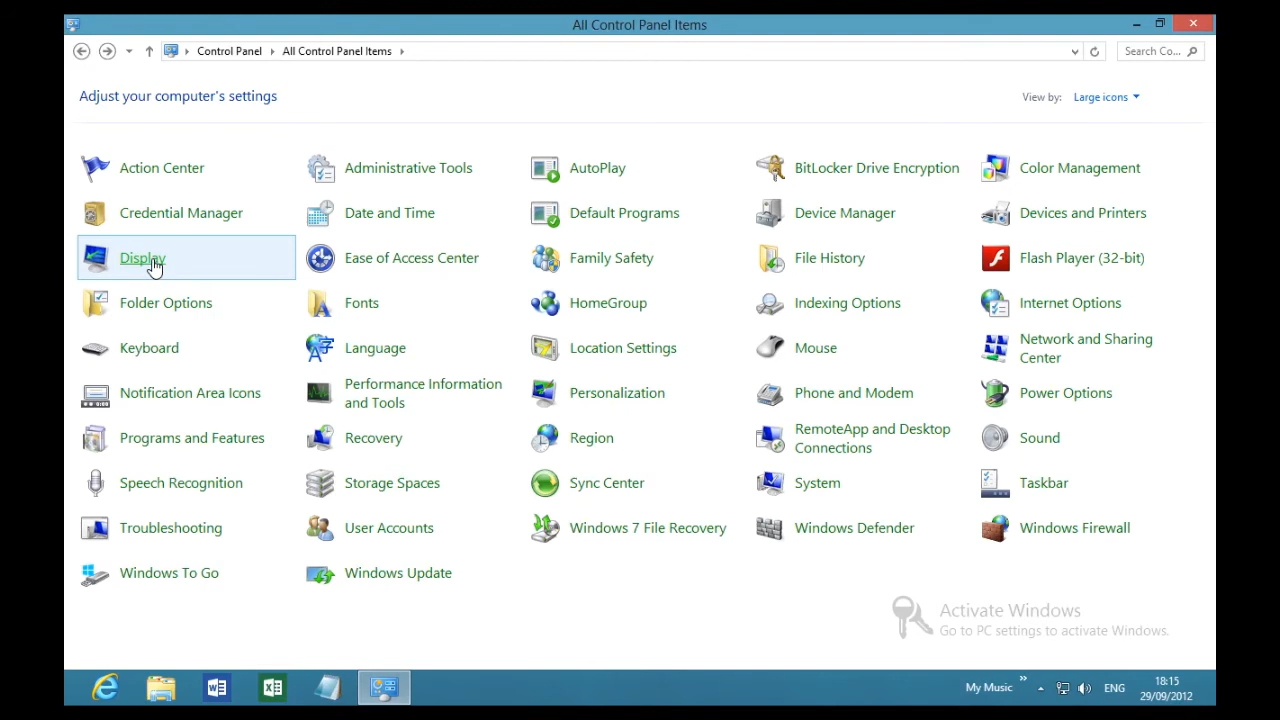 All Control Panel Items
Control Panel
All Control Panel Items
Search Co...
Adjust your computer's settings
View by:
Large icons
Action Center
Administrative Tools
AutoPlay
BitLocker Drive Encryption
Color Management
Credential Manager
Date and Time
Default Programs
Device Manager
Devices and Printers
Display
Ease of Access Center
Family Safety
File History
Flash Player (32-bit)
Folder Options
Fonts
HomeGroup
Indexing Options
Internet Options
Keyboard
Language
Location Settings
Mouse
Network and Sharing
Center
Notification Area Icons
Performance Information
and Tools
Personalization
Phone and Modem
Power Options
Programs and Features
Recovery
Region
RemoteApp and Desktop
Connections
Sound
Speech Recognition
Storage Spaces
Sync Center
System
Taskbar
Troubleshooting
User Accounts
Windows 7 File Recovery
Windows Defender
Windows Firewall
Windows To Go
Windows Update
Activate Windows
Go to PC settings to activate Windows.
My Music
ENG
18:15
29/09/2012